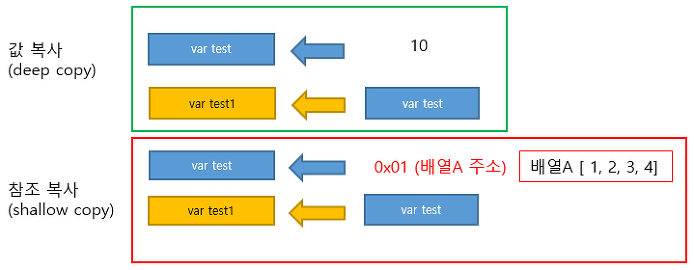 값 복사
(deep copy)
var test
10
var test1
var test
참조 복사
(shallow copy)
var test
0x01 (배열A 주소)
배열A [ 1, 2, 3, 4]
var test1
var test